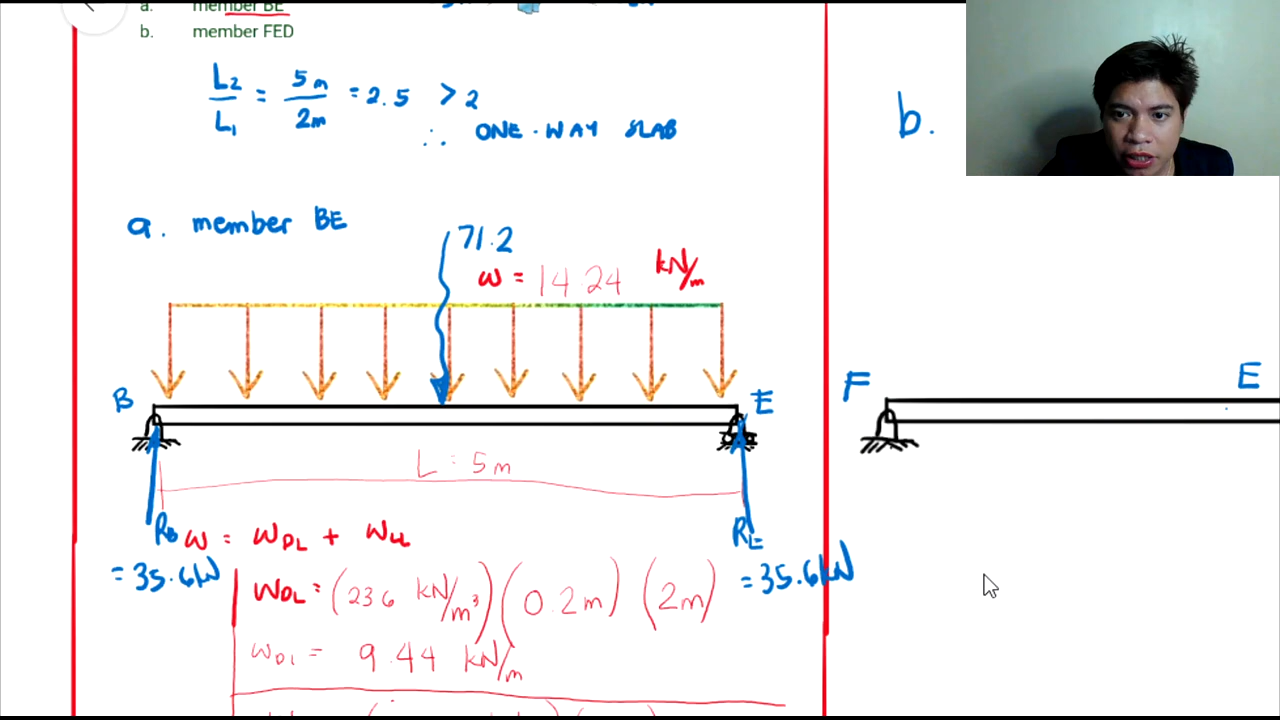 a. member BE
b. member FED
L2/L1 = 5m/2m = 2.5 > 2
∴ ONE-WAY SLAB
a. member BE
71.2
w = 14.24 kN/m
B
E
L = 5m
RB
RE
= 35.6kN
= 35.6kN
w = wDL + wLL
wDL = (23.6 kN/m³)(0.2m)(2m)
wDL = 9.44 kN/m
b.
F
E